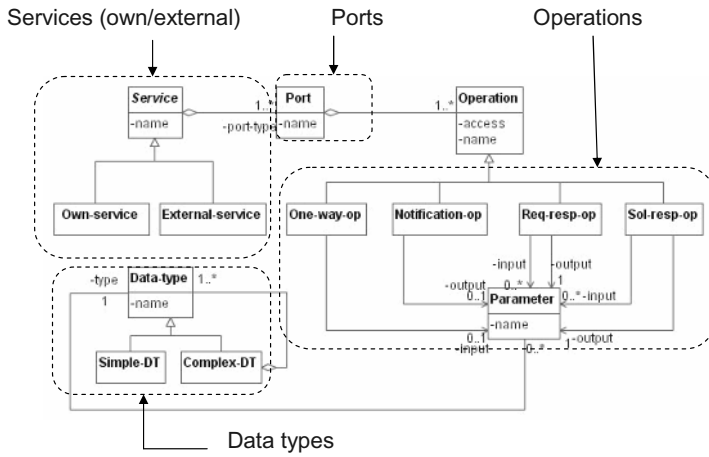 Services (own/external)
Ports
Operations
Service
-name
1..*
-port-type
Port
-name
1..*
Operation
-access
-name
Own-service
External-service
One-way-op
Notification-op
Req-resp-op
Sol-resp-op
-input
0..*
-output
1
-output
0..1
0..*
-input
Parameter
-name
0..1
-input
0..*
1
-output
-type
1
Data-type
-name
1..*
Simple-DT
Complex-DT
Data types